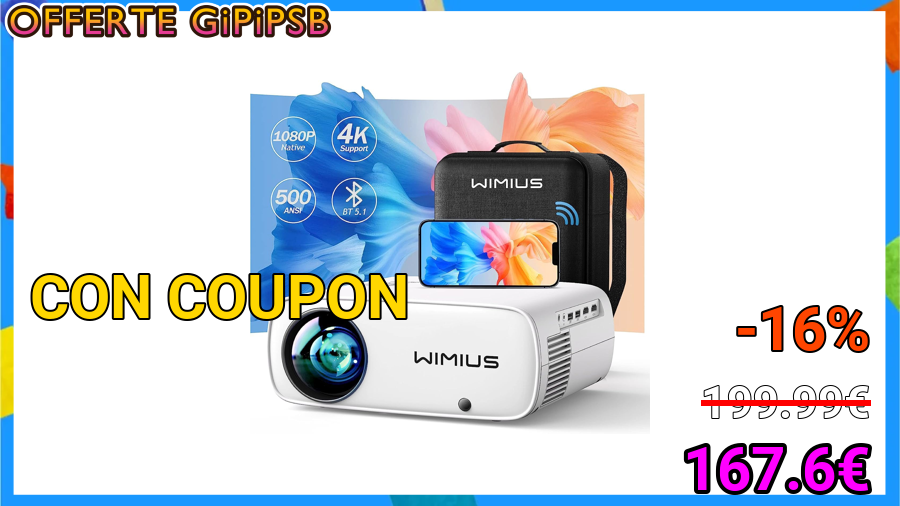 OFFERTE GiPiPSB
1080P
Native
4K
Support
500
ANSI
BT 5.1
WIMIUS
CON COUPON
WIMIUS
-16%
199.99€
167.6€